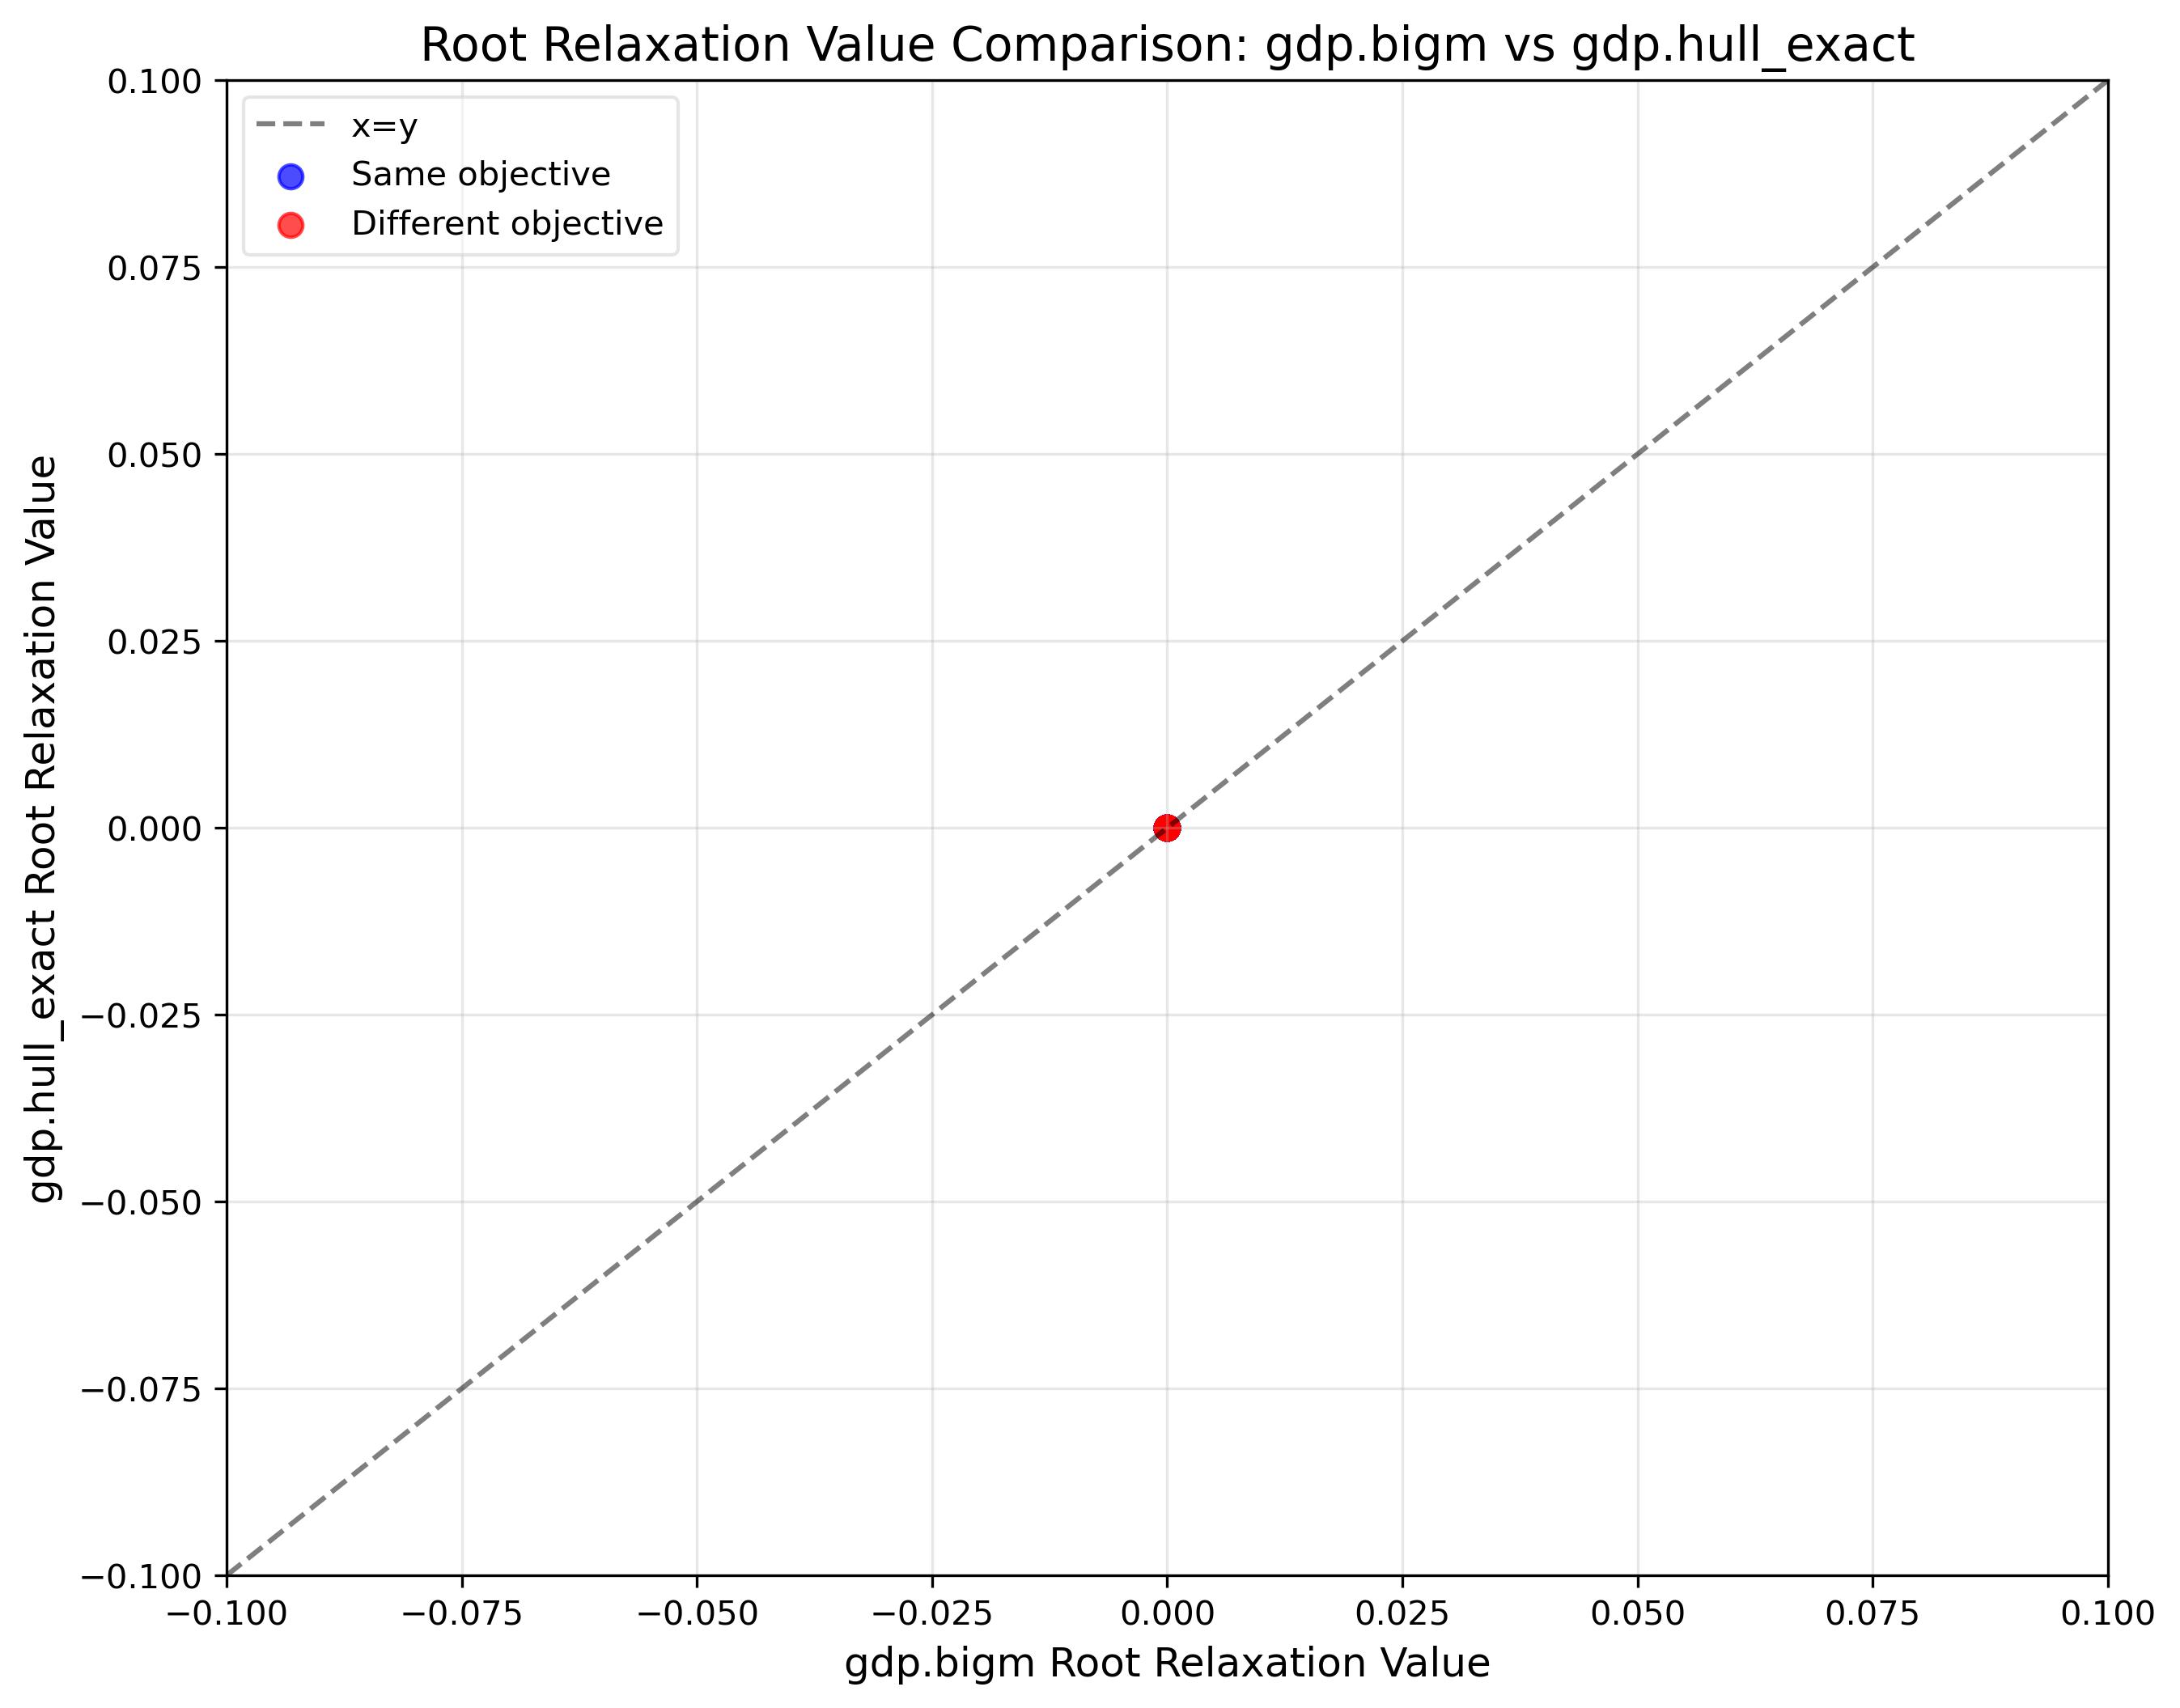 Root Relaxation Value Comparison: gdp.bigm vs gdp.hull_exact
x=y
Same objective
Different objective
gdp.hull_exact Root Relaxation Value
0.100
0.075
0.050
0.025
0.000
−0.025
−0.050
−0.075
−0.100
−0.100 −0.075 −0.050 −0.025 0.000 0.025 0.050 0.075 0.100
gdp.bigm Root Relaxation Value